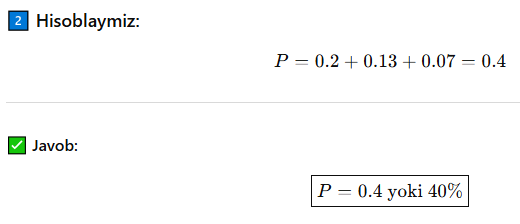 2 Hisoblaymiz:
P = 0.2 + 0.13 + 0.07 = 0.4
✅ Javob:
P = 0.4 yoki 40%